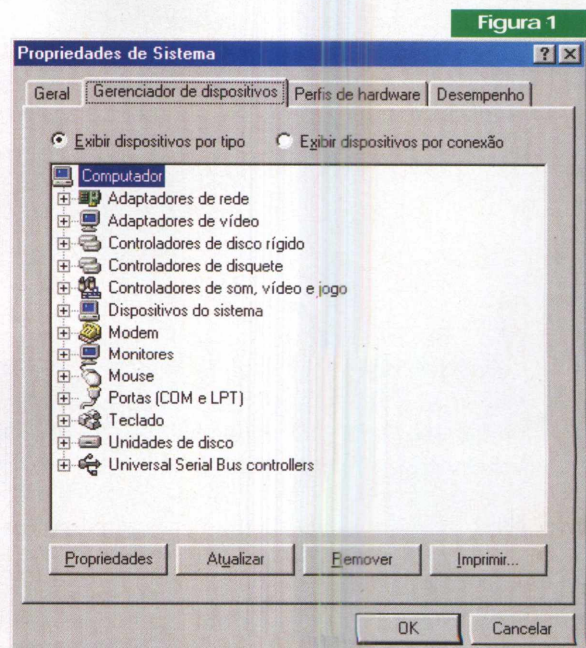 Figura 1
Propriedades de Sistema
Geral
Gerenciador de dispositivos
Perfis de hardware
Desempenho
Exibir dispositivos por tipo
Exibir dispositivos por conexão
Computador
Adaptadores de rede
Adaptadores de vídeo
Controladores de disco rígido
Controladores de disquete
Controladores de som, vídeo e jogo
Dispositivos do sistema
Modem
Monitores
Mouse
Portas (COM e LPT)
Teclado
Unidades de disco
Universal Serial Bus controllers
Propriedades
Atualizar
Remover
Imprimir...
OK
Cancelar